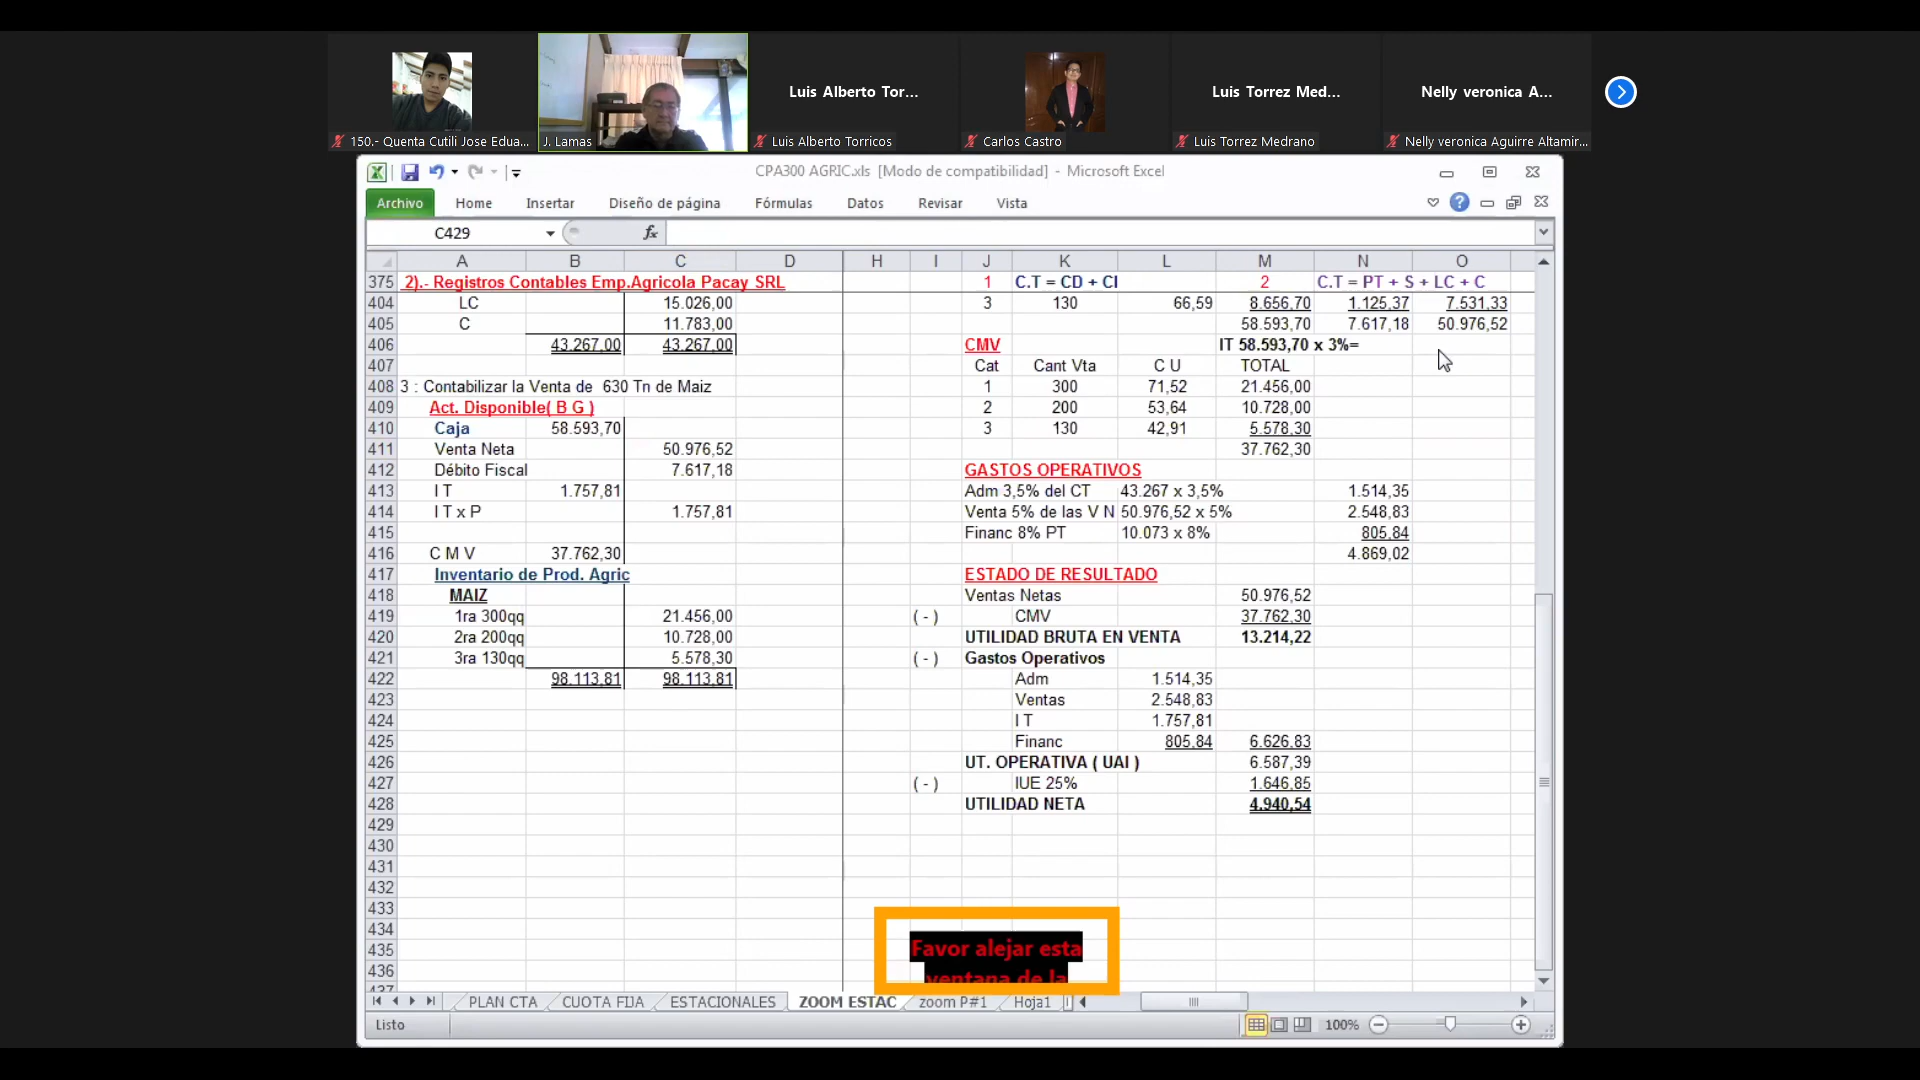 Luis Alberto Tor...
Luis Torrez Med...
Nelly veronica A...
150.- Quenta Cutili Jose Edua...
J. Lamas
Luis Alberto Torricos
Carlos Castro
Luis Torrez Medrano
Nelly veronica Aguirre Altamir...
CPA300 AGRIC.xls [Modo de compatibilidad] - Microsoft Excel
Archivo Home Insertar Diseño de página Fórmulas Datos Revisar Vista
C429 fx
A B C D H I J K L M N O
375 2).- Registros Contables Emp.Agricola Pacay SRL 1 C.T = CD + CI 2 C.T = PT + S + LC + C
404 LC 15.026,00 3 130 66,59 8.656,70 1.125,37 7.531,33
405 C 11.783,00 58.593,70 7.617,18 50.976,52
406 43.267,00 43.267,00 CMV IT 58.593,70 x 3%=
407 Cat Cant Vta C U TOTAL
408 3 : Contabilizar la Venta de 630 Tn de Maiz 1 300 71,52 21.456,00
409 Act. Disponible( B G ) 2 200 53,64 10.728,00
410 Caja 58.593,70 3 130 42,91 5.578,30
411 Venta Neta 50.976,52 37.762,30
412 Débito Fiscal 7.617,18 GASTOS OPERATIVOS
413 I T 1.757,81 Adm 3,5% del CT 43.267 x 3,5% 1.514,35
414 I T x P 1.757,81 Venta 5% de las V N 50.976,52 x 5% 2.548,83
415 Financ 8% PT 10.073 x 8% 805,84
416 C M V 37.762,30 4.869,02
417 Inventario de Prod. Agric ESTADO DE RESULTADO
418 MAIZ Ventas Netas 50.976,52
419 1ra 300qq 21.456,00 ( - ) CMV 37.762,30
420 2ra 200qq 10.728,00 UTILIDAD BRUTA EN VENTA 13.214,22
421 3ra 130qq 5.578,30 ( - ) Gastos Operativos
422 98.113,81 98.113,81 Adm 1.514,35
423 Ventas 2.548,83
424 I T 1.757,81
425 Financ 805,84 6.626,83
426 UT. OPERATIVA ( UAI ) 6.587,39
427 ( - ) IUE 25% 1.646,85
428 UTILIDAD NETA 4.940,54
429
430
431
432
433
434
435
436
437
Favor alejar esta
ventana de la
PLAN CTA CUOTA FIJA ESTACIONALES ZOOM ESTAC zoom P#1 Hoja1
Listo 100%